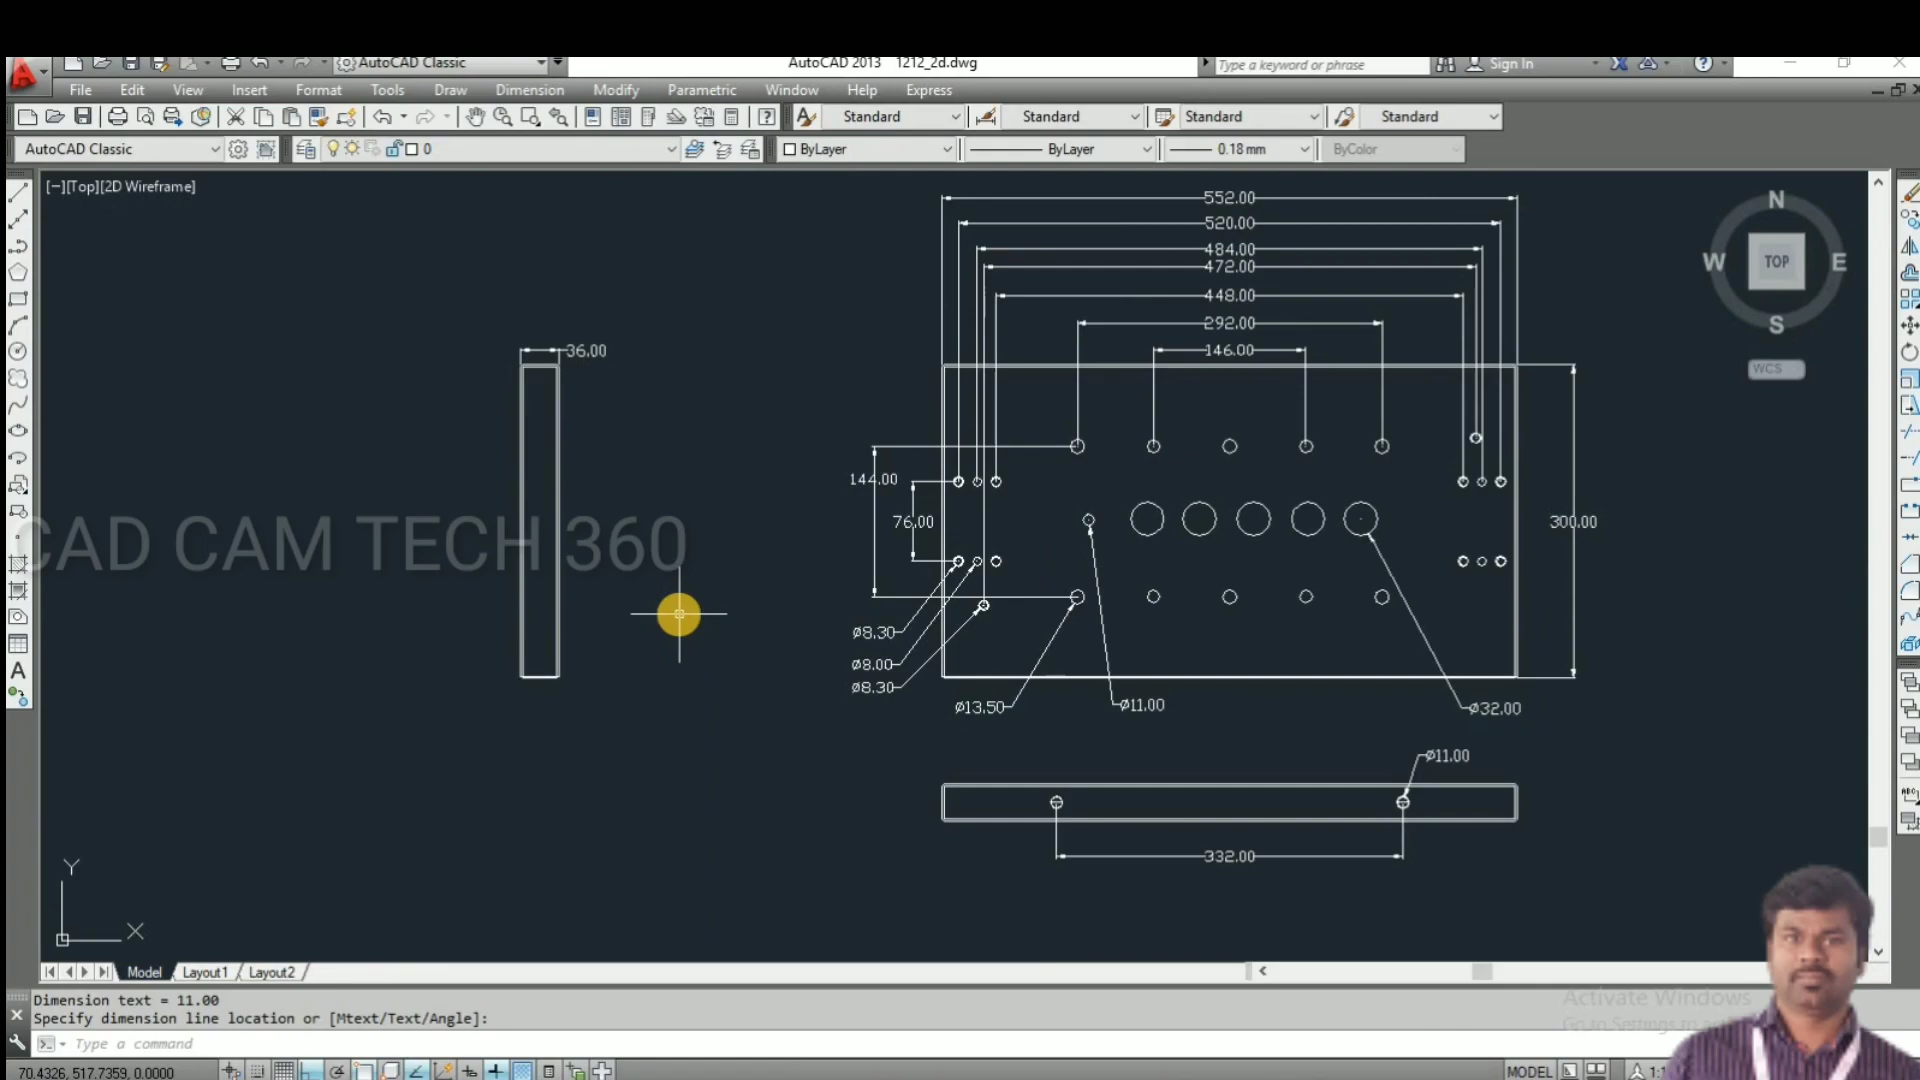 AutoCAD Classic
AutoCAD 2013 1212_2d.dwg
Type a keyword or phrase
Sign In
File Edit View Insert Format Tools Draw Dimension Modify Parametric Window Help Express
Standard Standard Standard Standard
AutoCAD Classic 0 ByLayer ByLayer 0.18 mm ByColor
[−][Top][2D Wireframe]
552.00
520.00
484.00
472.00
448.00
292.00
146.00
36.00
N
W TOP E
S
WCS
144.00
76.00
300.00
CAD CAM TECH 360
ø8.30
ø8.00
ø8.30
ø13.50
ø11.00
ø32.00
ø11.00
332.00
Y
X
Model Layout1 Layout2
Dimension text = 11.00
Specify dimension line location or [Mtext/Text/Angle]:
Type a command
Activate Windows
70.4326, 517.7359, 0.0000
MODEL